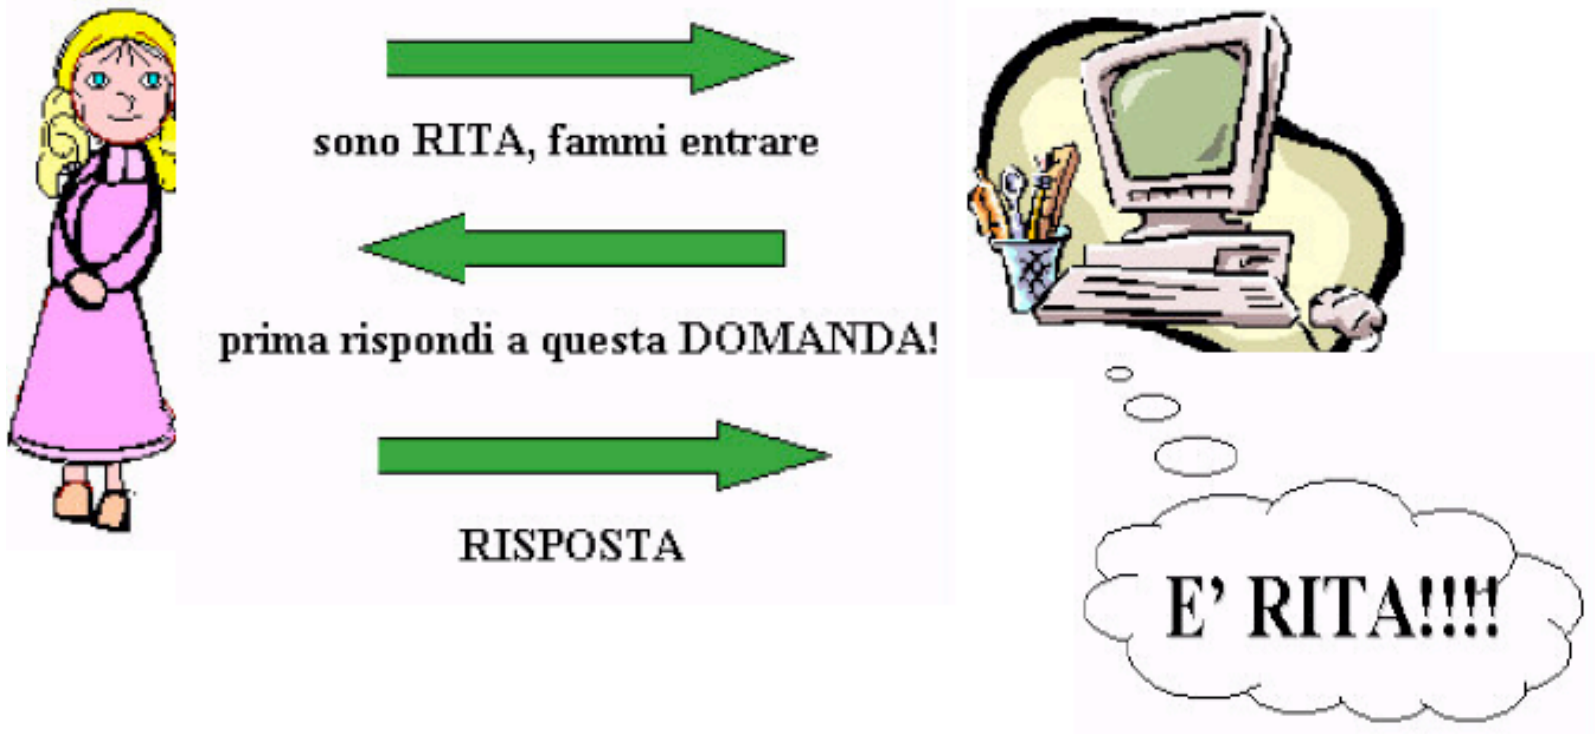 sono RITA, fammi entrare
prima rispondi a questa DOMANDA!
RISPOSTA
E’ RITA!!!!